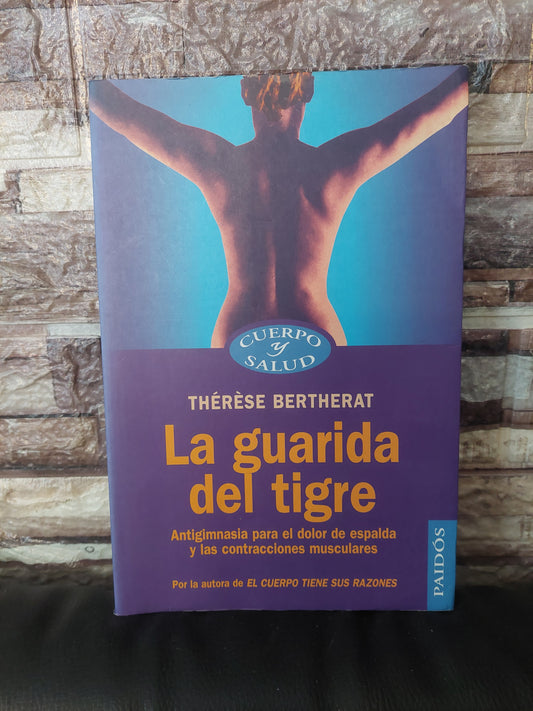 CUERPO
y
SALUD
THÉRÈSE BERTHERAT
La guarida
del tigre
Antigimnasia para el dolor de espalda
y las contracciones musculares
Por la autora de EL CUERPO TIENE SUS RAZONES
PAIDÓS